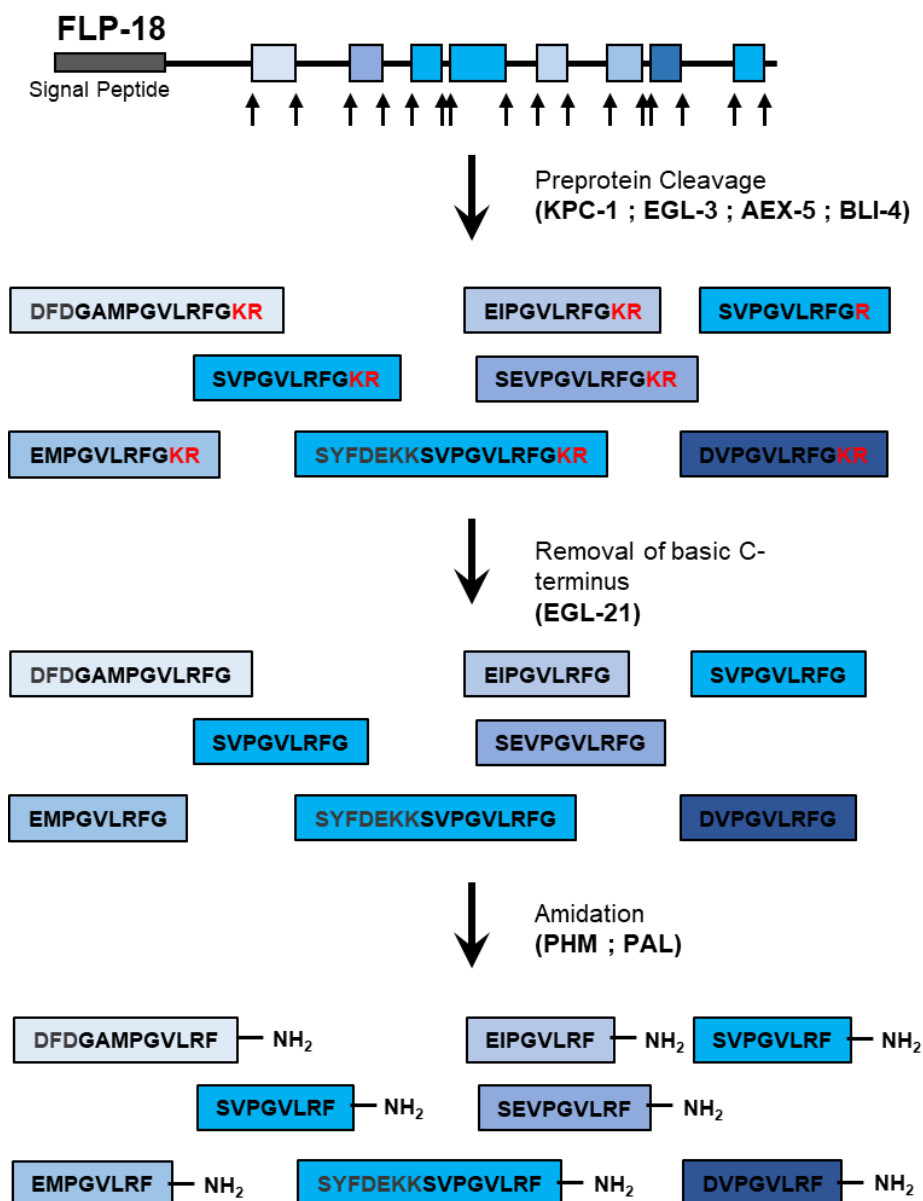 FLP-18
Signal Peptide
Preprotein Cleavage
(KPC-1 ; EGL-3 ; AEX-5 ; BLI-4)
DFDGAMPGVLRFGKR
EIPGVLRFGKR
SVPGVLRFGR
SVPGVLRFGKR
SEVPGVLRFGKR
EMPGVLRFGKR
SYFDEKKSVPGVLRFGKR
DVPGVLRFGKR
Removal of basic C-
terminus
(EGL-21)
DFDGAMPGVLRFG
EIPGVLRFG
SVPGVLRFG
SVPGVLRFG
SEVPGVLRFG
EMPGVLRFG
SYFDEKKSVPGVLRFG
DVPGVLRFG
Amidation
(PHM ; PAL)
DFDGAMPGVLRF NH₂
EIPGVLRF NH₂
SVPGVLRF NH₂
SVPGVLRF NH₂
SEVPGVLRF NH₂
EMPGVLRF NH₂
SYFDEKKSVPGVLRF NH₂
DVPGVLRF NH₂